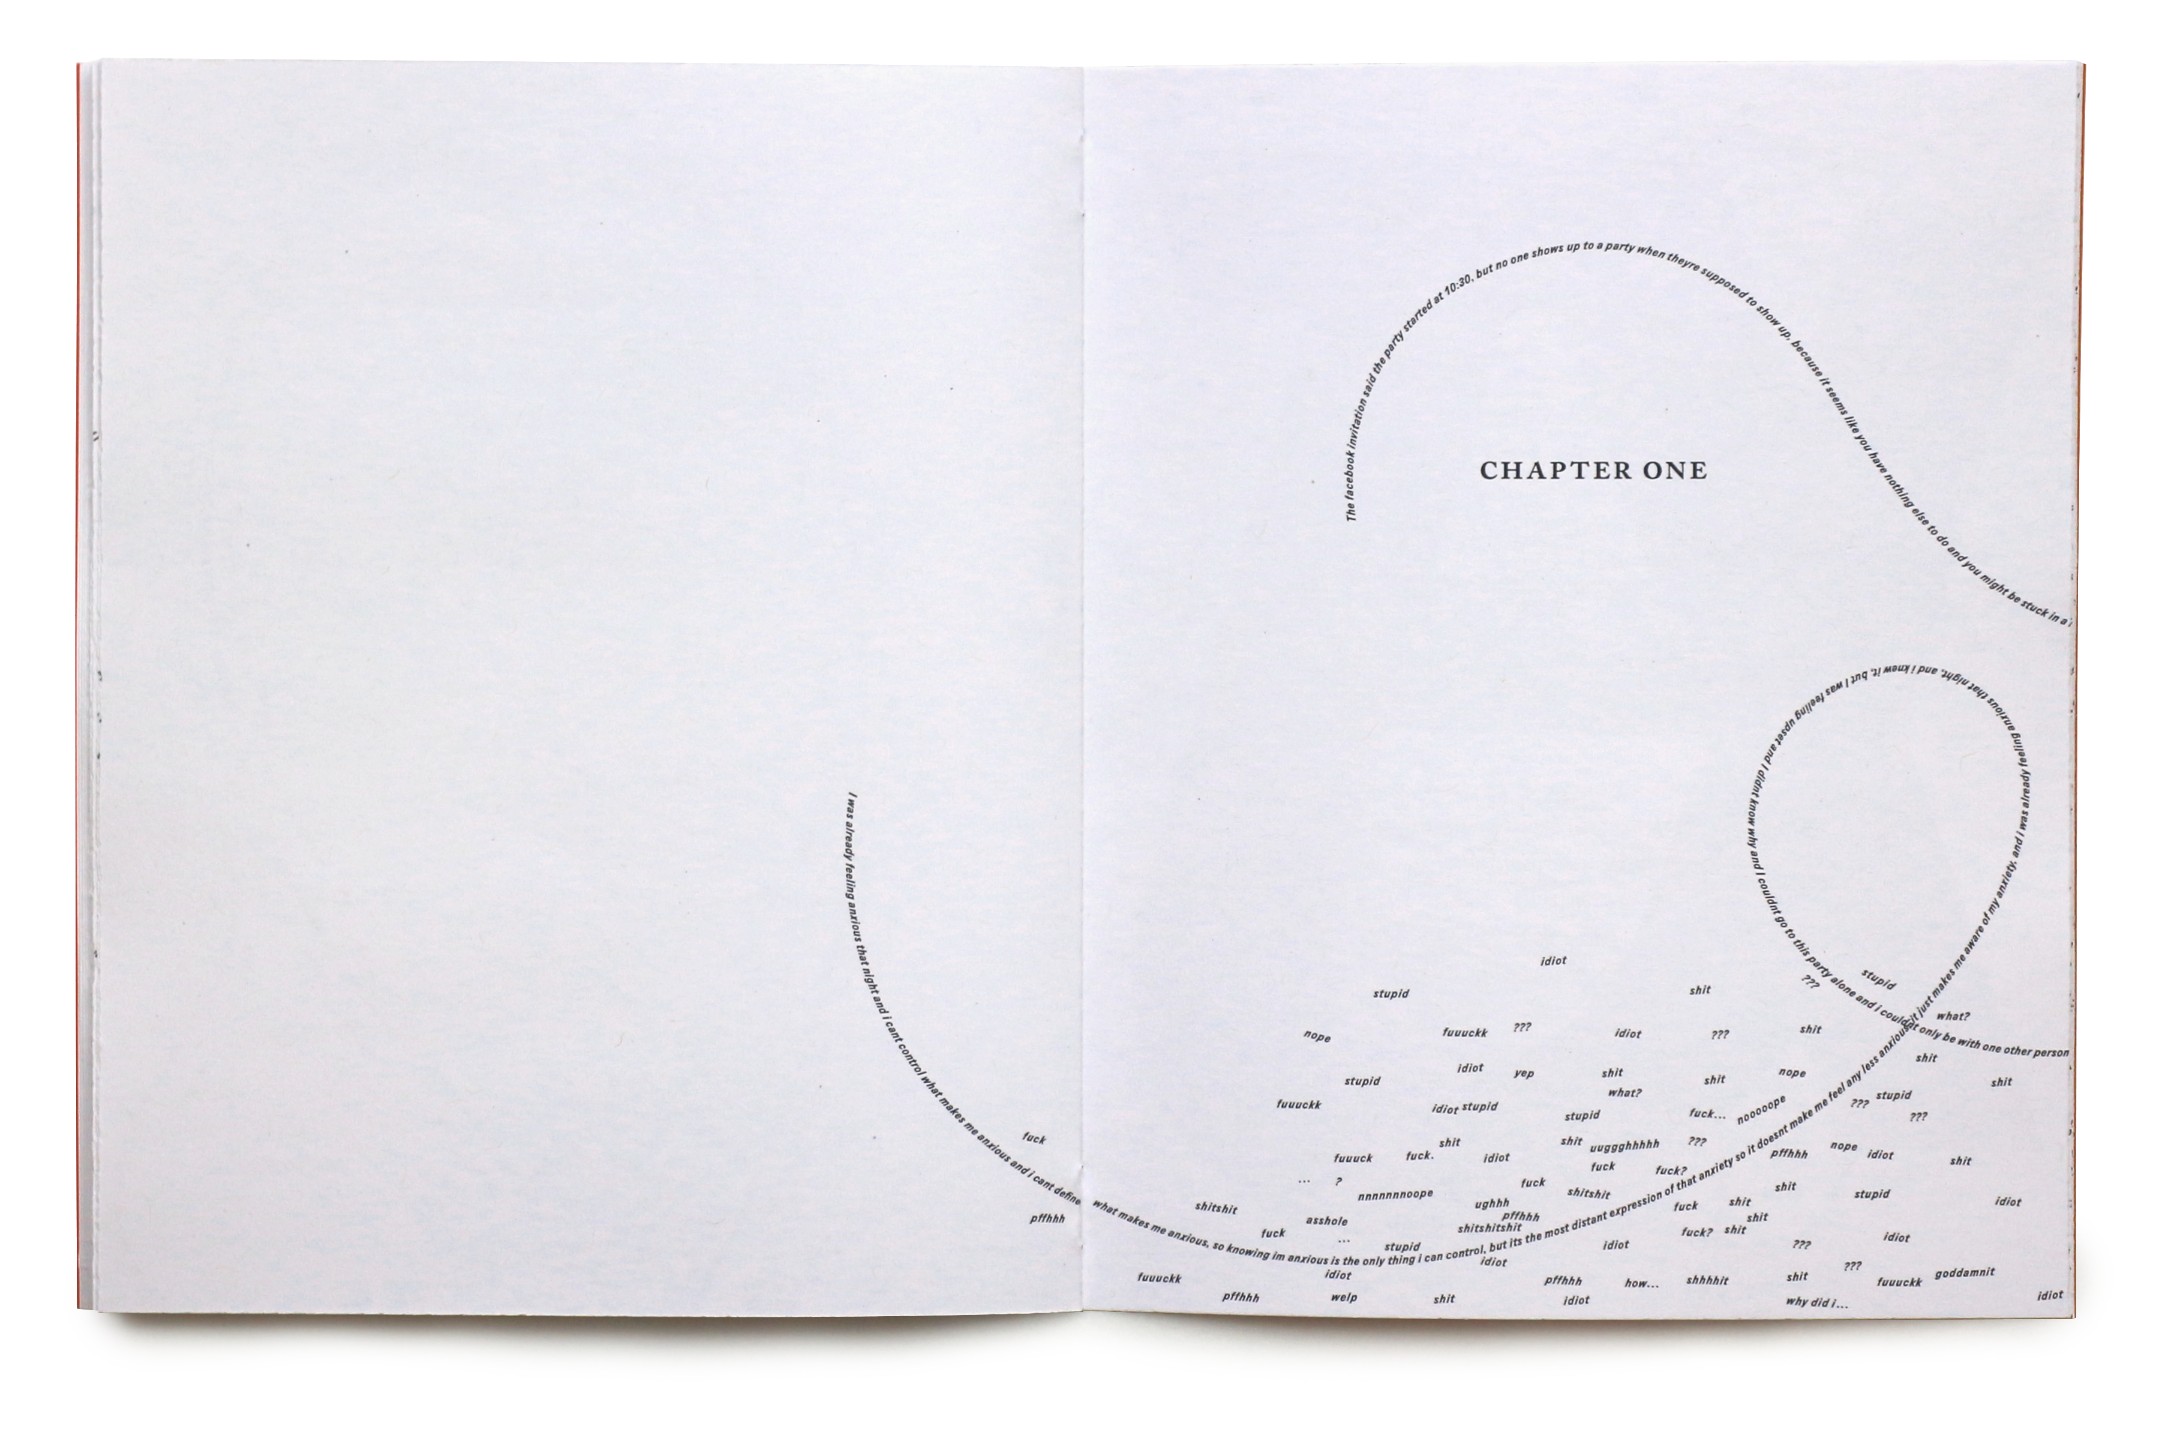 The facebook invitation said the party started at 10:30, but no one shows up to a party when theyre supposed to show up, because it seems like you have nothing else to do and you might be stuck in a
CHAPTER ONE
I was already feeling anxious that night and i cant control what makes me anxious and i cant define what makes me anxious, so knowing im anxious is the only thing i can control, but its the most distant expression of that anxiety so it doesnt make me feel any less anxious it just makes me aware of my anxiety, and i was already feeling anxious that night, and i knew it, but I was feeling upset and I didnt know why and I couldnt go to this party alone and i couldnt only be with one other person
idiot
stupid
shit
???
stupid
nope
fuuuckk
???
idiot
???
shit
what?
idiot
yep
shit
shit
nope
shit
shit
stupid
what?
fuuuckk
idiot
stupid
stupid
fuck...
nooooope
???
stupid
???
fuck
shit
shit
uuggghhhhh
???
fuuuck
fuck.
idiot
fuck
fuck?
pffhhh
nope
idiot
shit
...
?
nnnnnnnoope
fuck
shitshit
shit
stupid
pffhhh
shitshit
asshole
ughhh
pffhhh
fuck
shit
shit
idiot
fuck
...
stupid
shitshitshit
idiot
fuck?
shit
???
idiot
fuuuckk
idiot
idiot
pffhhh
how...
shhhhit
shit
???
fuuuckk
goddamnit
pffhhh
welp
shit
idiot
why did i...
idiot